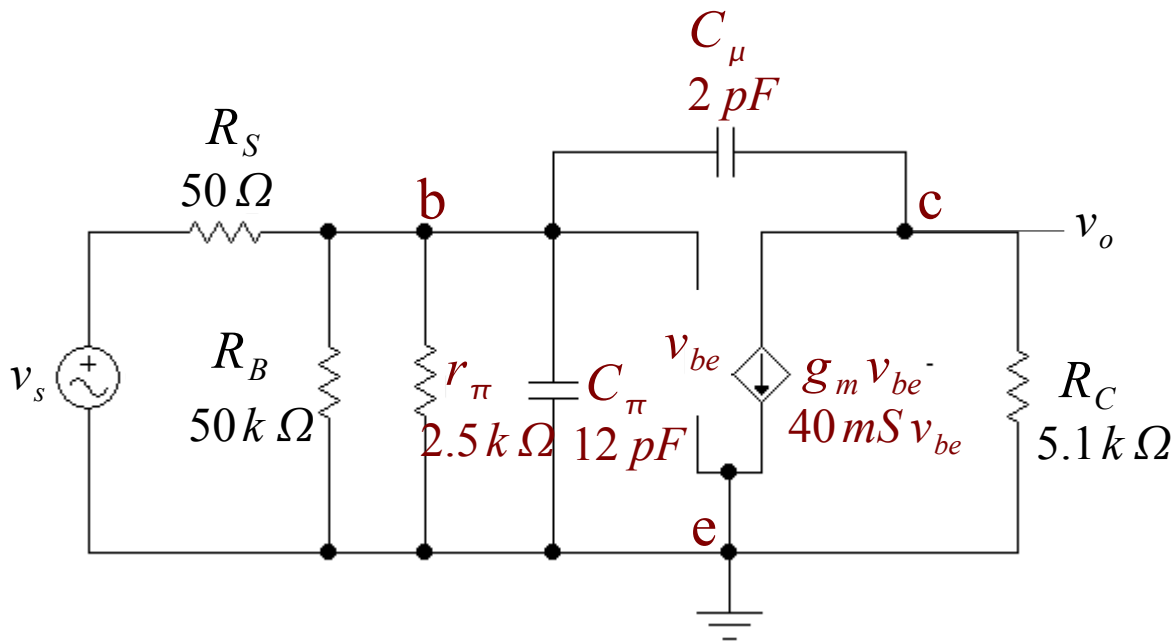 C_μ
2 pF
R_S
50 Ω
b
c
v_o
v_s
R_B
50 k Ω
r_π
2.5 k Ω
C_π
12 pF
v_be
g_m v_be
40 mS v_be
R_C
5.1 k Ω
e